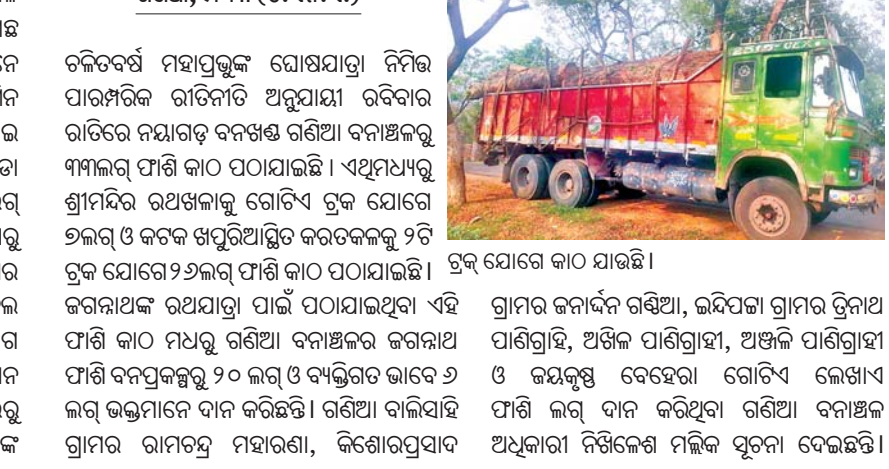 ଚଳିତବର୍ଷ ମହାପ୍ରଭୁଙ୍କ ଘୋଷଯାତ୍ରା ନିମିତ୍ତ
ପାରମ୍ପରିକ ରୀତିନୀତି ଅନୁଯାୟୀ ରବିବାର
ରାତିରେ ନୟାଗଡ଼ ବନଖଣ୍ଡ ଗଣିଆ ବନାଞ୍ଚଳରୁ
୩୩ଲଗ୍ ଫାଶି କାଠ ପଠାଯାଇଛି । ଏଥିମଧ୍ୟରୁ
ଶ୍ରୀମନ୍ଦିର ରଥଖଳାକୁ ଗୋଟିଏ ଟ୍ରକ ଯୋଗେ
୭ଲଗ୍ ଓ କଟକ ଖପୁରିଆସ୍ଥିତ କରତକଳକୁ ୨ଟି
ଟ୍ରକ ଯୋଗେ ୨୬ଲଗ୍ ଫାଶି କାଠ ପଠାଯାଇଛି ।
ଜଗନ୍ନାଥଙ୍କ ରଥଯାତ୍ରା ପାଇଁ ପଠାଯାଇଥିବା ଏହି
ଫାଶି କାଠ ମଧ୍ୟରୁ ଗଣିଆ ବନାଞ୍ଚଳର ଜଗନ୍ନାଥ
ଫାଶି ବନପ୍ରକଳ୍ପରୁ ୨୦ ଲଗ୍ ଓ ବ୍ୟକ୍ତିଗତ ଭାବେ ୬
ଲଗ୍ ଭକ୍ତମାନେ ଦାନ କରିଛନ୍ତି । ଗଣିଆ ବାଲିସାହି
ଗ୍ରାମର ରାମଚନ୍ଦ୍ର ମହାରଣା, କିଶୋରପ୍ରସାଦ
ଟ୍ରକ୍ ଯୋଗେ କାଠ ଯାଉଛି ।
ଗ୍ରାମର ଜନାର୍ଦ୍ଦନ ଗଣ୍ଡିଆ, ଇନ୍ଦିପଟ୍ଟା ଗ୍ରାମର ତ୍ରିନାଥ
ପାଣିଗ୍ରାହି, ଅଖିଳ ପାଣିଗ୍ରାହୀ, ଅଞ୍ଜଳି ପାଣିଗ୍ରାହୀ
ଓ ଜୟକୃଷ୍ଣ ବେହେରା ଗୋଟିଏ ଲେଖାଏ
ଫାଶି ଲଗ୍ ଦାନ କରିଥିବା ଗଣିଆ ବନାଞ୍ଚଳ
ଅଧିକାରୀ ନିଖିଳେଶ ମଲ୍ଲିକ ସୂଚନା ଦେଇଛନ୍ତି ।